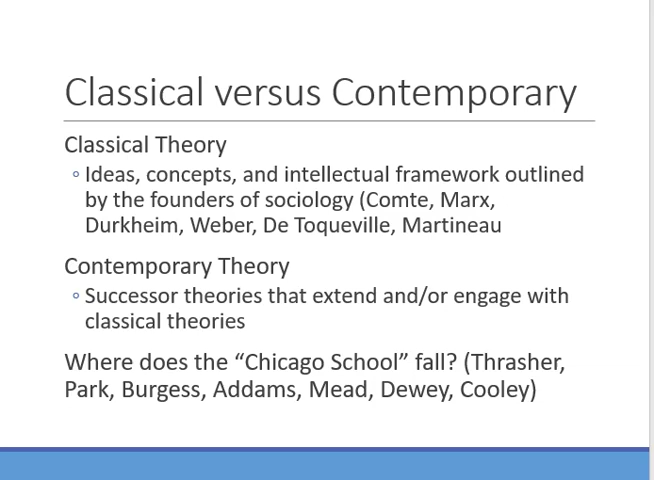 Classical versus Contemporary
Classical Theory
◦ Ideas, concepts, and intellectual framework outlined
by the founders of sociology (Comte, Marx,
Durkheim, Weber, De Toqueville, Martineau
Contemporary Theory
◦ Successor theories that extend and/or engage with
classical theories
Where does the “Chicago School” fall? (Thrasher,
Park, Burgess, Addams, Mead, Dewey, Cooley)